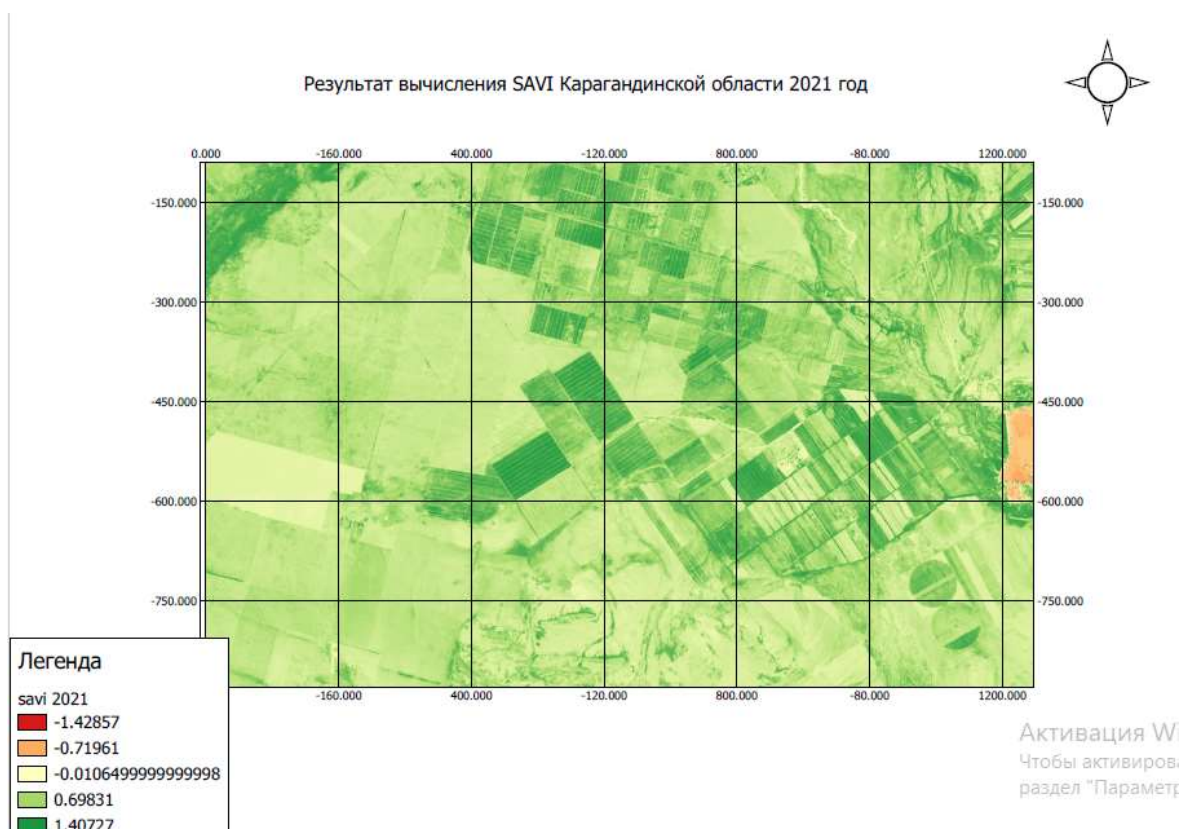 Результат вычисления SAVI Карагандинской области 2021 год
0.000 -160.000 400.000 -120.000 800.000 -80.000 1200.000
-150.000 -150.000
-300.000 -300.000
-450.000 -450.000
-600.000 -600.000
-750.000 -750.000
-160.000 400.000 -120.000 800.000 -80.000 1200.000
Легенда
savi 2021
-1.42857
-0.71961
-0.0106499999999998
0.69831
1.40727
Активация Wi
Чтобы активирова
раздел "Параметр